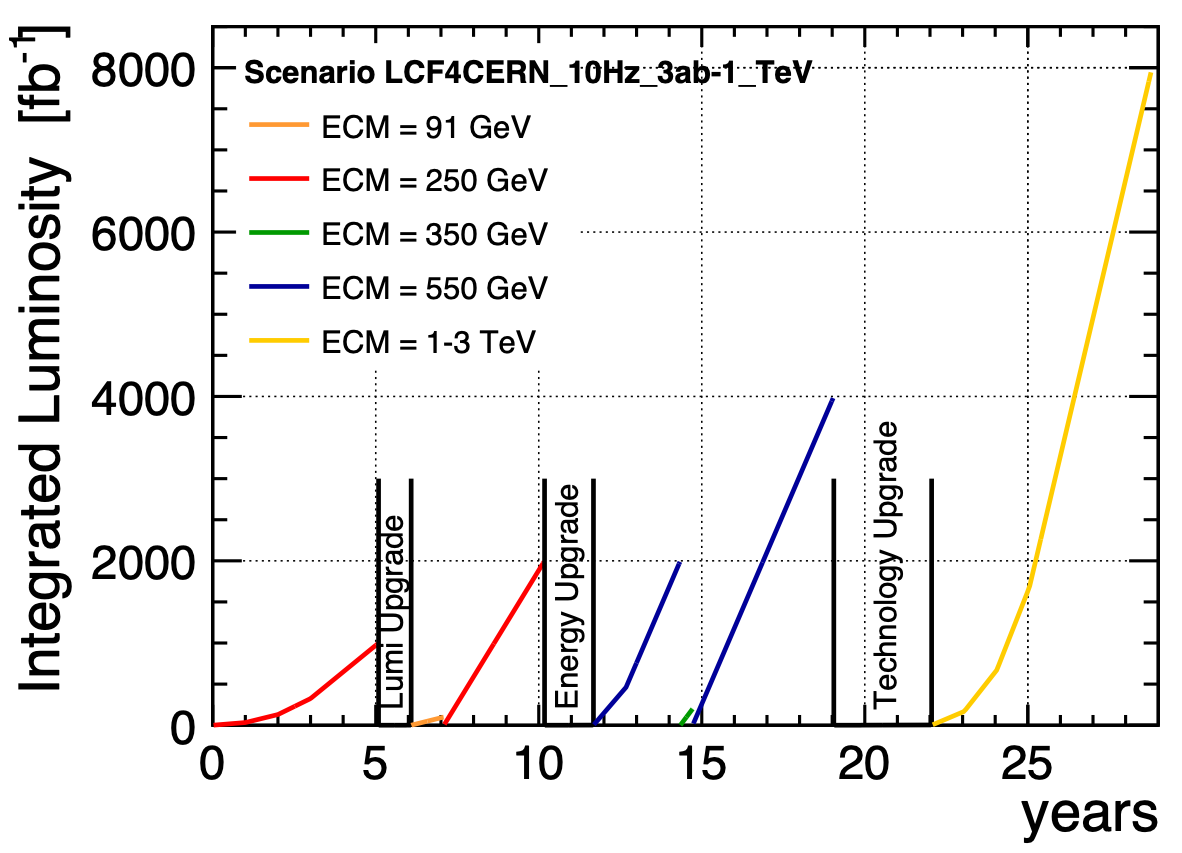 Integrated Luminosity [fb⁻¹]
8000
6000
4000
2000
0
Scenario LCF4CERN_10Hz_3ab-1_TeV
ECM = 91 GeV
ECM = 250 GeV
ECM = 350 GeV
ECM = 550 GeV
ECM = 1-3 TeV
Lumi Upgrade
Energy Upgrade
Technology Upgrade
0 5 10 15 20 25
years